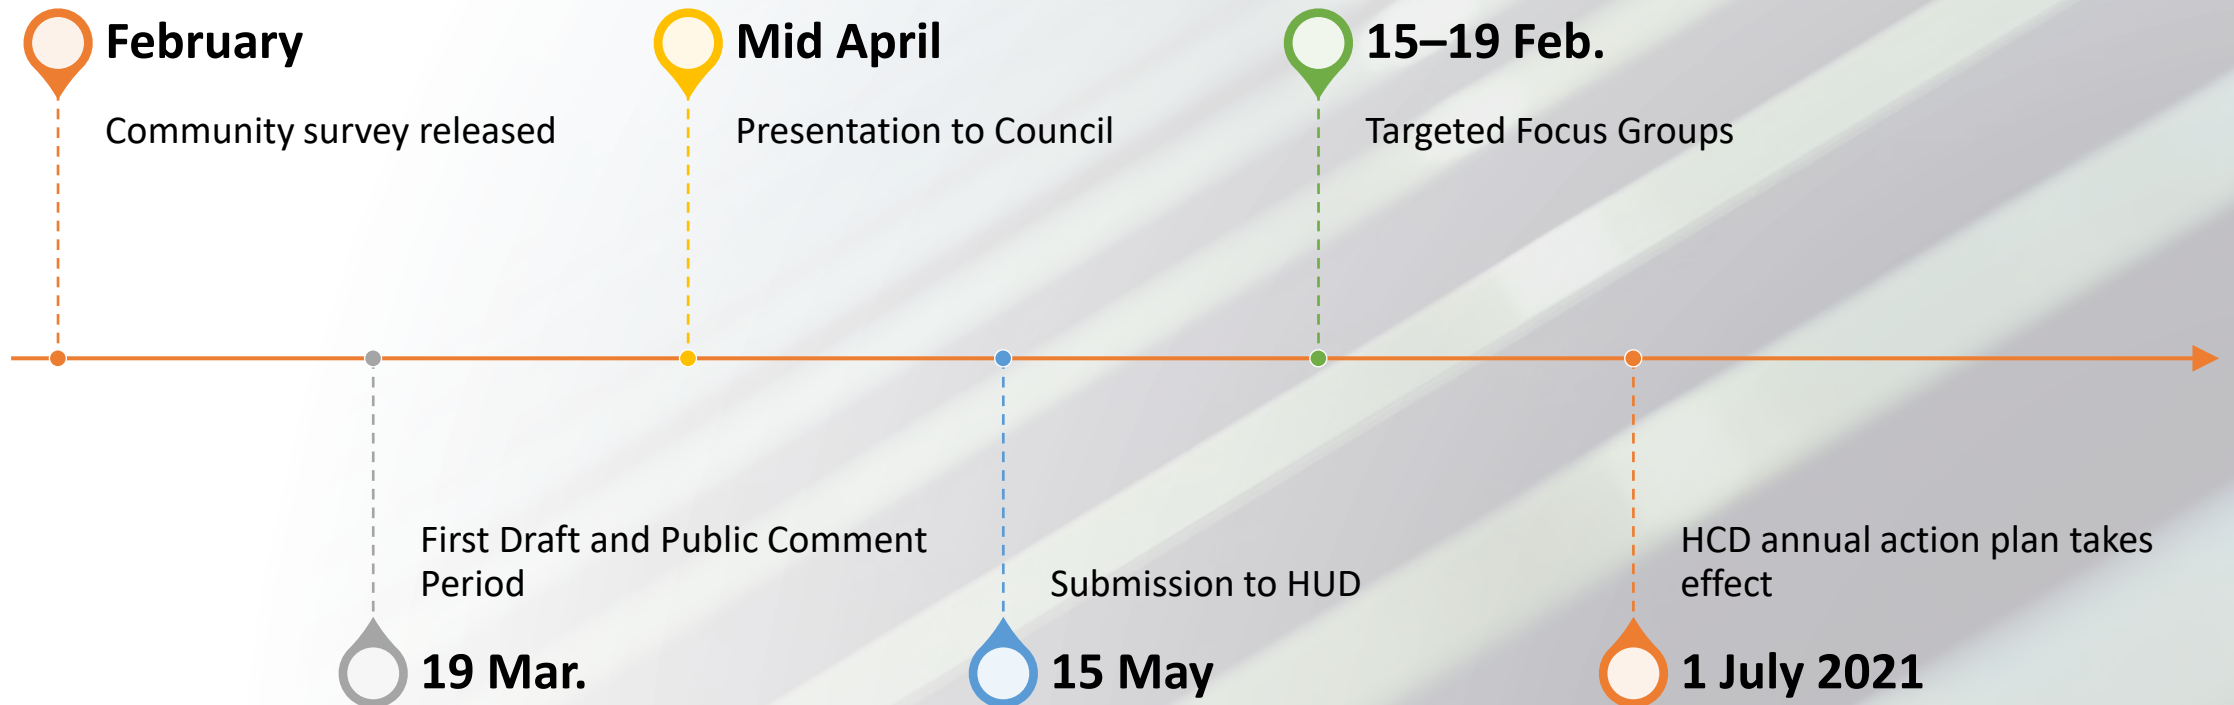 February
Community survey released
Mid April
Presentation to Council
15–19 Feb.
Targeted Focus Groups
First Draft and Public Comment
Period
19 Mar.
Submission to HUD
15 May
HCD annual action plan takes
effect
1 July 2021